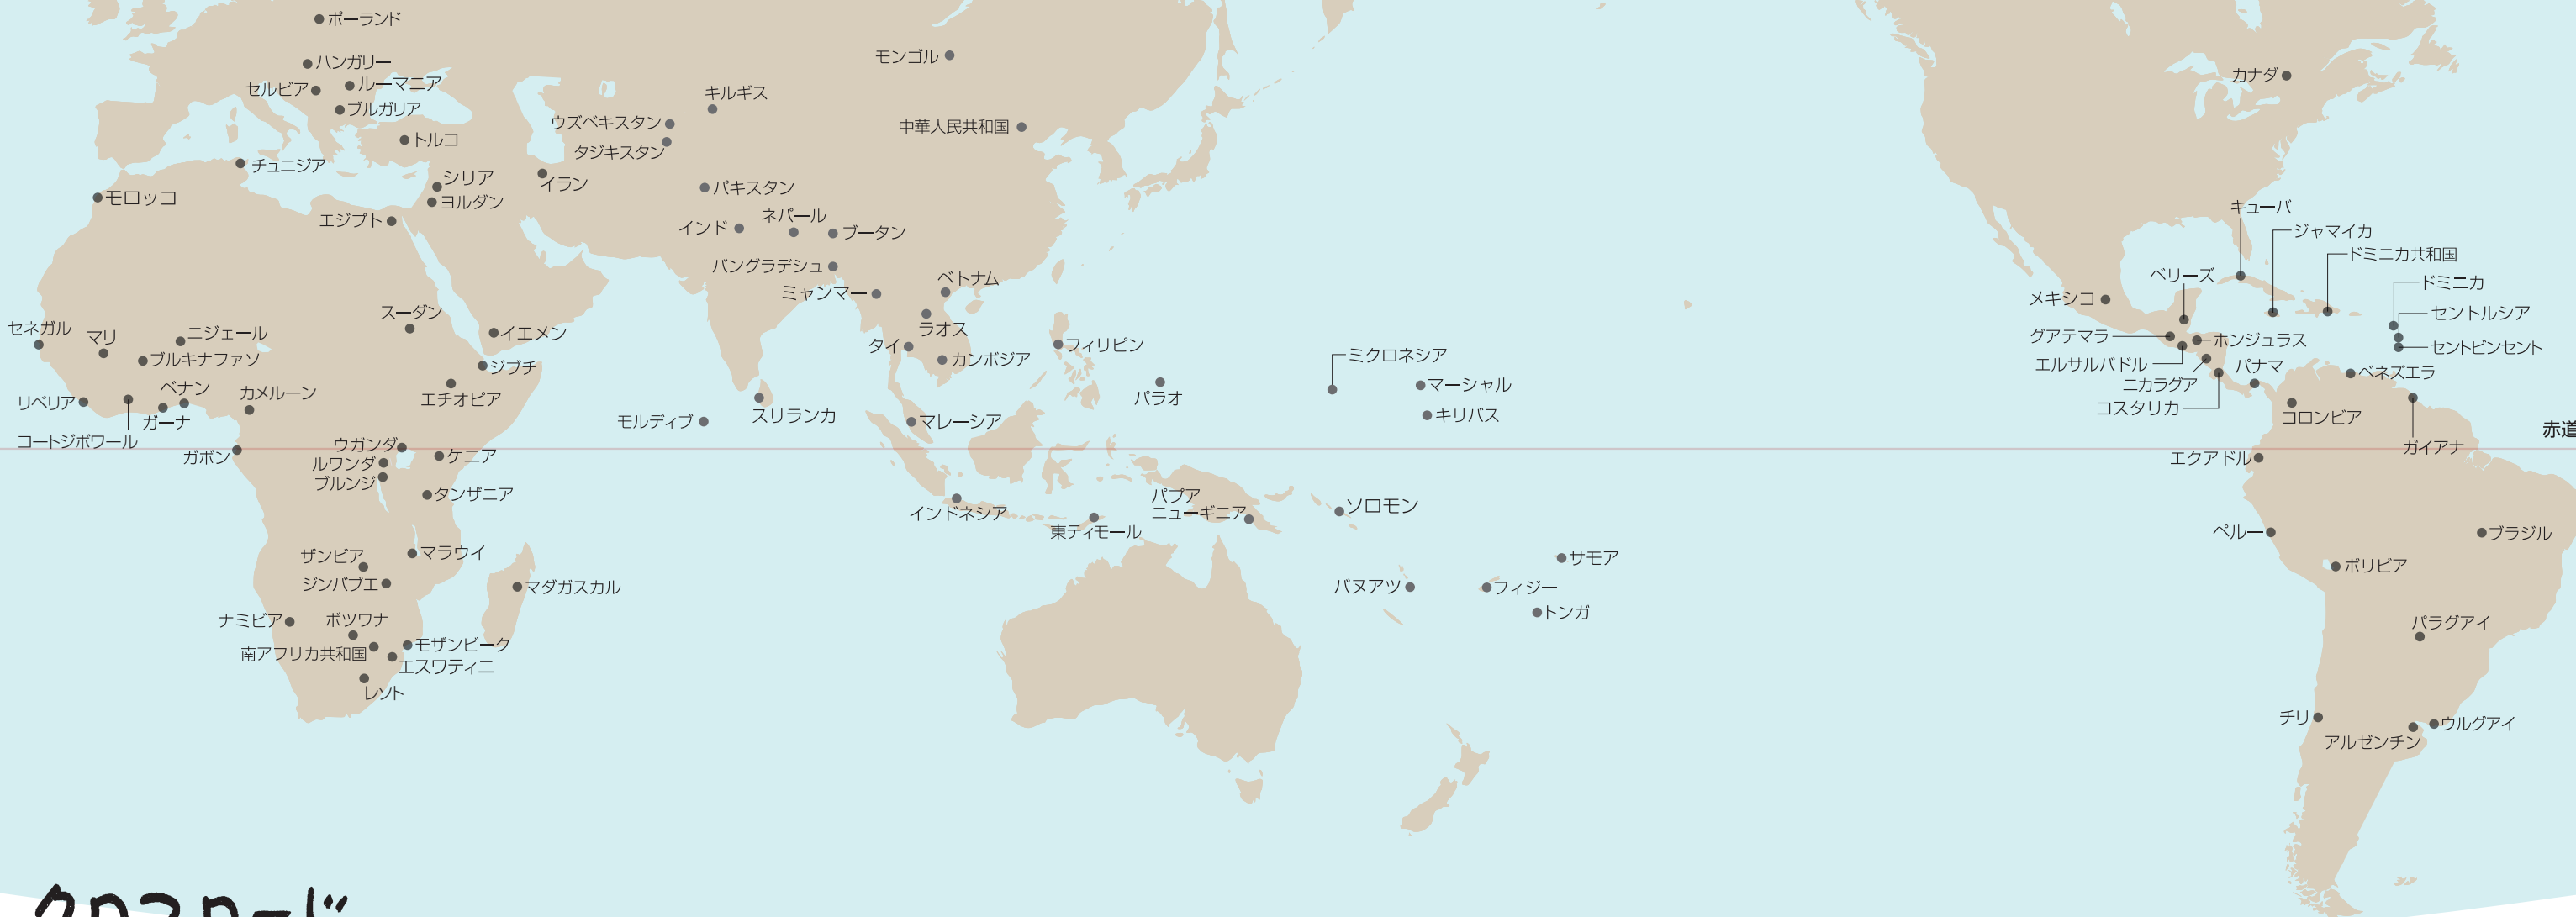 ポーランド
ハンガリー
セルビア
ルーマニア
ブルガリア
トルコ
チュニジア
モロッコ
シリア
ヨルダン
エジプト
イラン
モンゴル
キルギス
ウズベキスタン
タジキスタン
中華人民共和国
パキスタン
インド
ネパール
ブータン
バングラデシュ
ミャンマー
ベトナム
ラオス
タイ
カンボジア
フィリピン
スーダン
イエメン
ジブチ
エチオピア
セネガル
マリ
ニジェール
ブルキナファソ
リベリア
コートジボワール
ガーナ
ベナン
カメルーン
ガボン
ウガンダ
ルワンダ
ブルンジ
ケニア
タンザニア
ザンビア
マラウイ
ジンバブエ
マダガスカル
ナミビア
ボツワナ
モザンビーク
南アフリカ共和国
エスワティニ
レソト
モルディブ
スリランカ
マレーシア
インドネシア
東ティモール
パプア
ニューギニア
パラオ
ミクロネシア
マーシャル
キリバス
ソロモン
サモア
バヌアツ
フィジー
トンガ
カナダ
キューバ
ジャマイカ
ドミニカ共和国
ドミニカ
セントルシア
セントビンセント
ベリーズ
メキシコ
グアテマラ
ホンジュラス
エルサルバドル
ニカラグア
コスタリカ
パナマ
ベネズエラ
コロンビア
ガイアナ
赤道
エクアドル
ペルー
ブラジル
ボリビア
パラグアイ
チリ
ウルグアイ
アルゼンチン
クロスロード